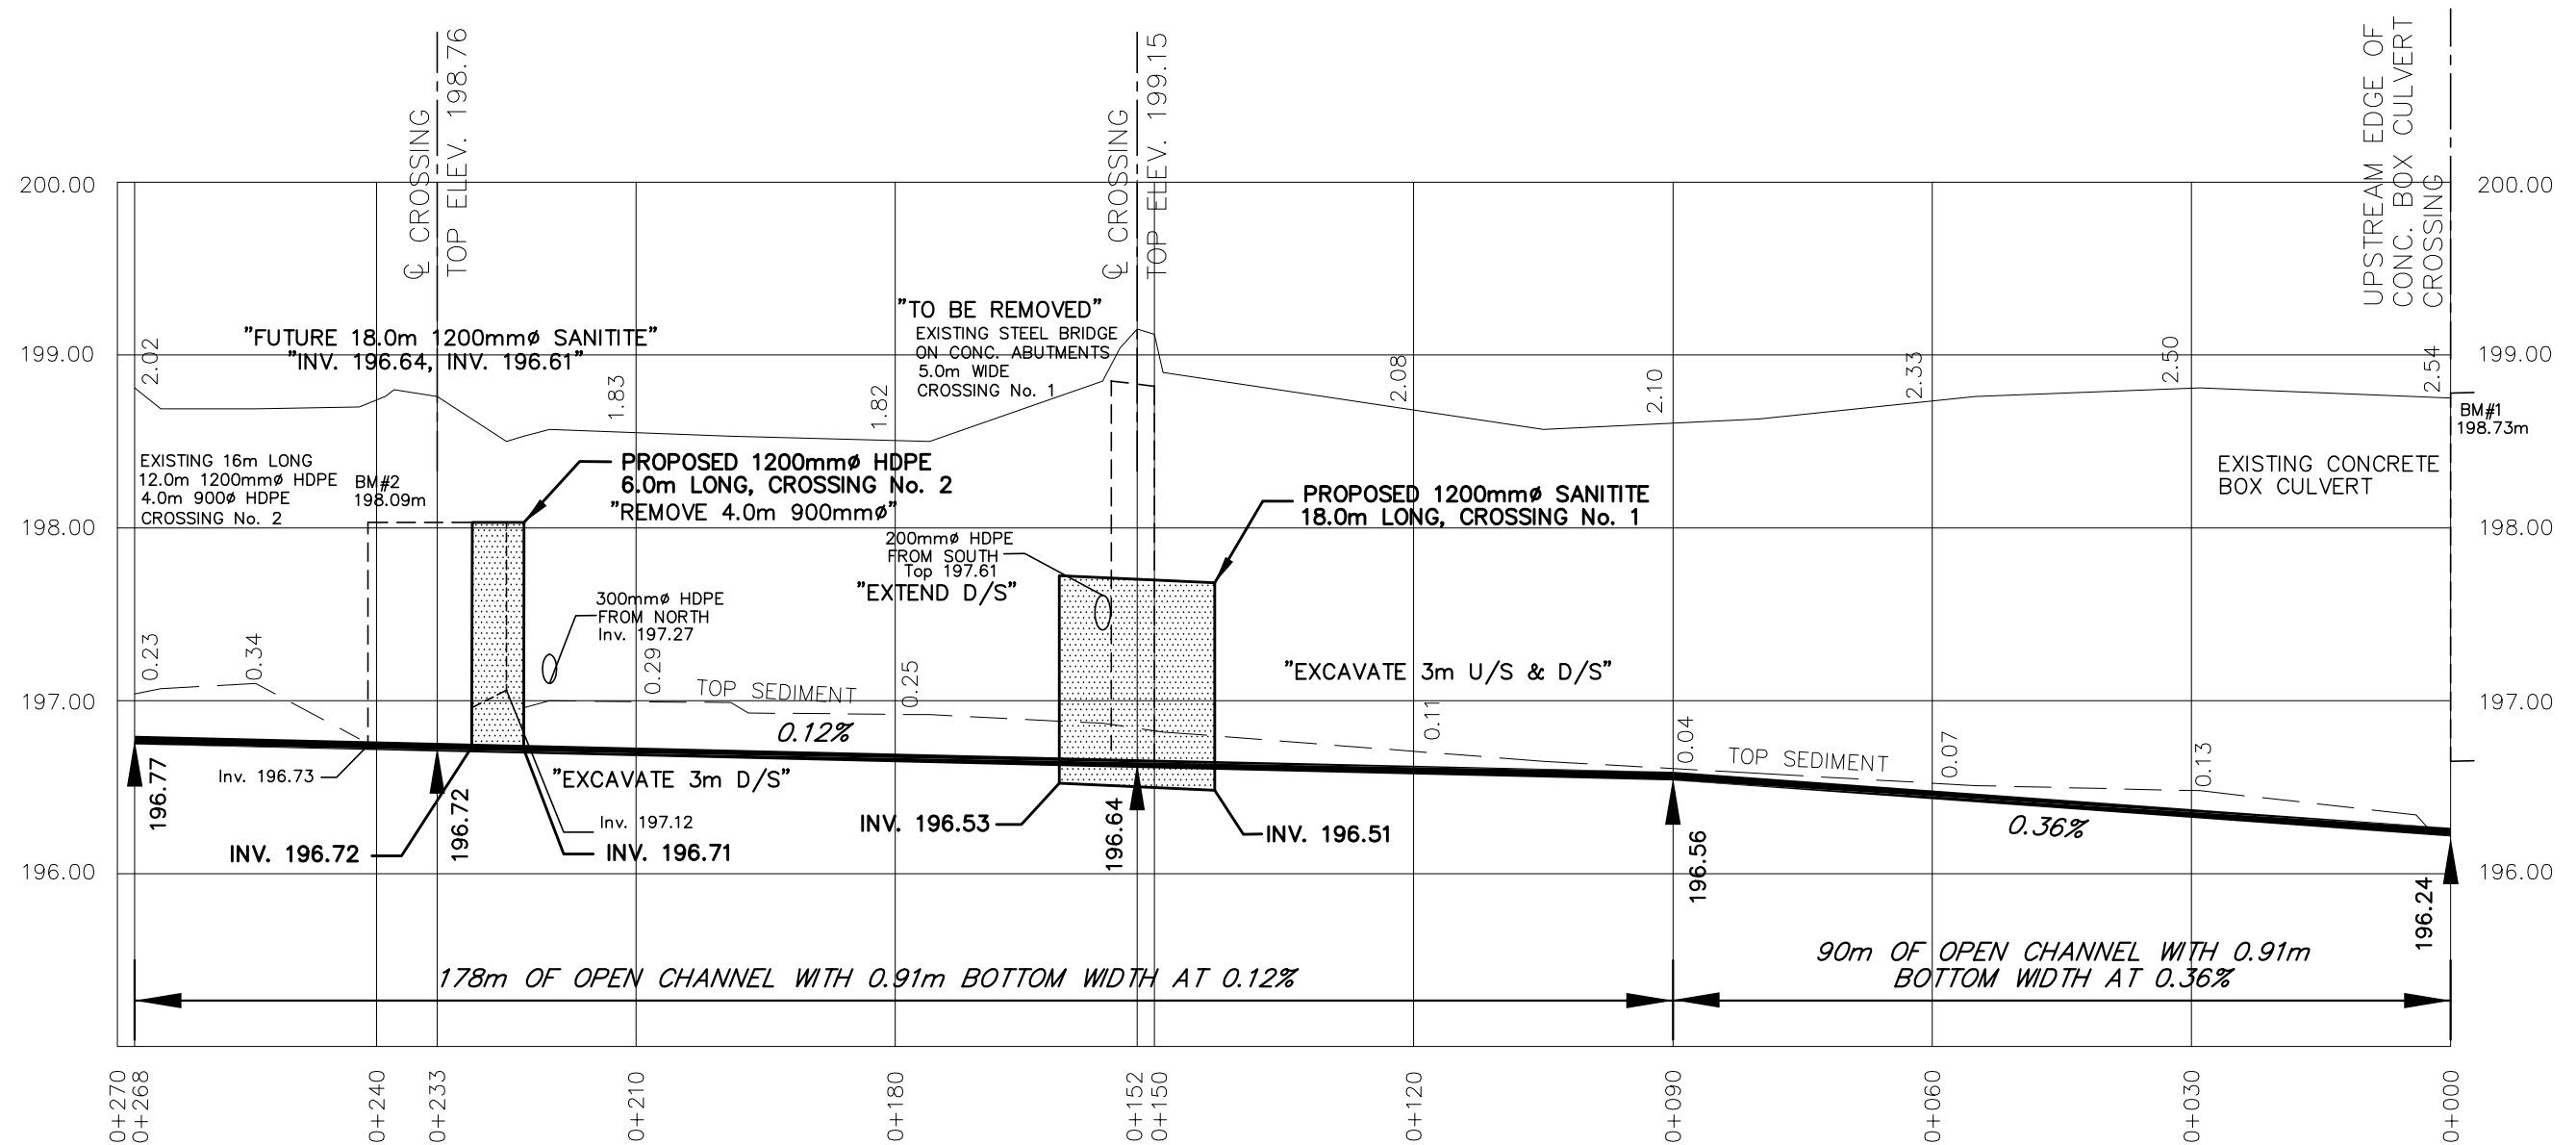 ℄ CROSSING
TOP ELEV. 198.76
℄ CROSSING
TOP ELEV. 199.15
UPSTREAM EDGE OF
CONC. BOX CULVERT
CROSSING
200.00
200.00
199.00
199.00
198.00
198.00
197.00
197.00
196.00
196.00
"FUTURE 18.0m 1200mmø SANITITE"
"INV. 196.64, INV. 196.61"
"TO BE REMOVED"
EXISTING STEEL BRIDGE
ON CONC. ABUTMENTS
5.0m WIDE
CROSSING No. 1
2.02
1.83
1.82
2.08
2.10
2.33
2.50
2.54
BM#1
198.73m
EXISTING 16m LONG
12.0m 1200mmø HDPE
4.0m 900ø HDPE
CROSSING No. 2
BM#2
198.09m
PROPOSED 1200mmø HDPE
6.0m LONG, CROSSING No. 2
"REMOVE 4.0m 900mmø"
PROPOSED 1200mmø SANITITE
18.0m LONG, CROSSING No. 1
EXISTING CONCRETE
BOX CULVERT
200mmø HDPE
FROM SOUTH
Top 197.61
"EXTEND D/S"
300mmø HDPE
FROM NORTH
Inv. 197.27
"EXCAVATE 3m U/S & D/S"
0.23
0.34
0.29
0.25
0.11
0.04
0.07
0.13
TOP SEDIMENT
0.12%
TOP SEDIMENT
0.36%
196.77
Inv. 196.73
196.72
"EXCAVATE 3m D/S"
Inv. 197.12
INV. 196.72
INV. 196.71
INV. 196.53
196.64
INV. 196.51
196.56
196.24
178m OF OPEN CHANNEL WITH 0.91m BOTTOM WIDTH AT 0.12%
90m OF OPEN CHANNEL WITH 0.91m
BOTTOM WIDTH AT 0.36%
0+270
0+268
0+240
0+233
0+210
0+180
0+152
0+150
0+120
0+090
0+060
0+030
0+000